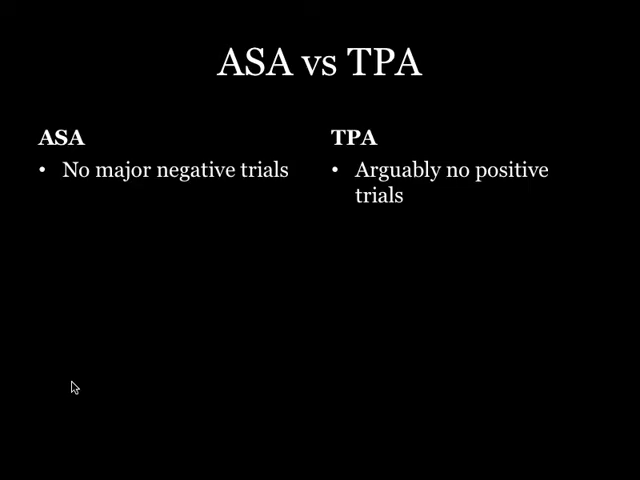 ASA vs TPA
ASA
• No major negative trials
TPA
• Arguably no positive
trials